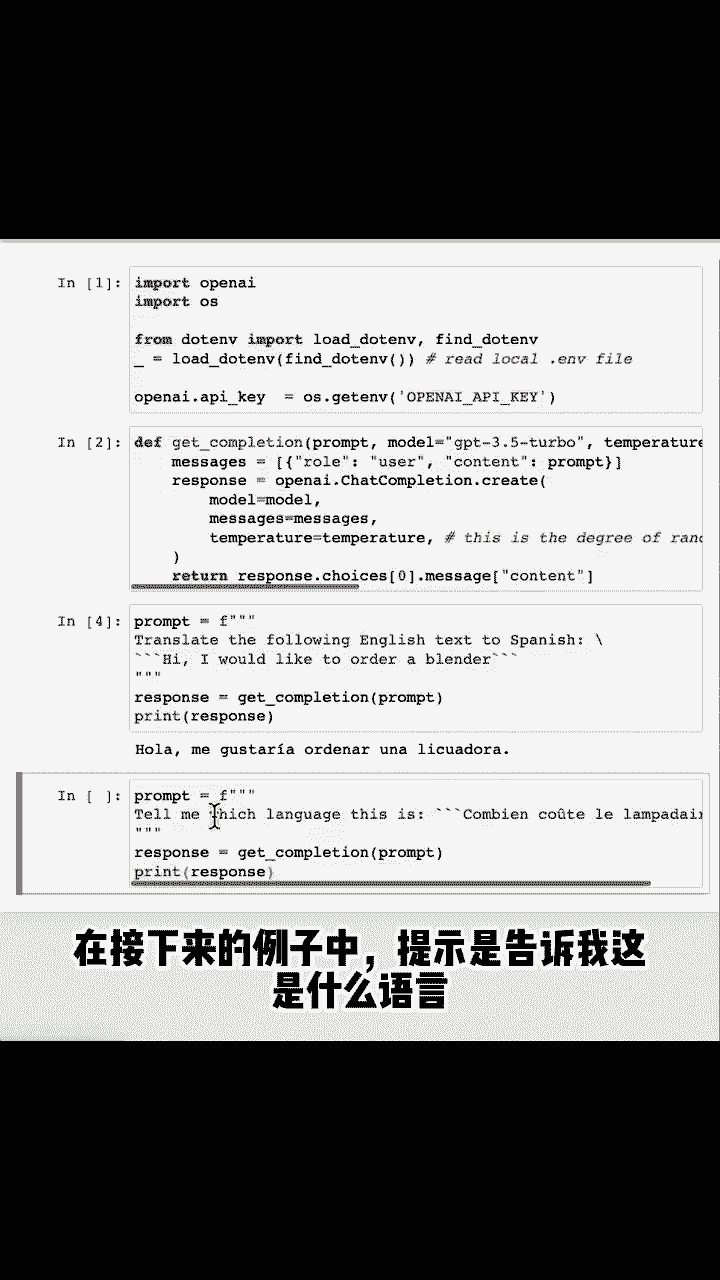 In [1]: import openai
import os
from dotenv import load_dotenv, find_dotenv
_ = load_dotenv(find_dotenv()) # read local .env file
openai.api_key  = os.getenv('OPENAI_API_KEY')
In [2]: def get_completion(prompt, model="gpt-3.5-turbo", temperature
messages = [{"role": "user", "content": prompt}]
response = openai.ChatCompletion.create(
model=model,
messages=messages,
temperature=temperature, # this is the degree of
)
return response.choices[0].message["content"]
In [4]: prompt = f"""
Translate the following English text to Spanish: \
```Hi, I would like to order a blender```
"""
response = get_completion(prompt)
print(response)
Hola, me gustaría ordenar una licuadora.
In [ ]: prompt = f"""
Tell me which language this is: ```Combien coûte le
"""
response = get_completion(prompt)
print(response)
在接下来的例子中，提示是告诉我这
是什么语言